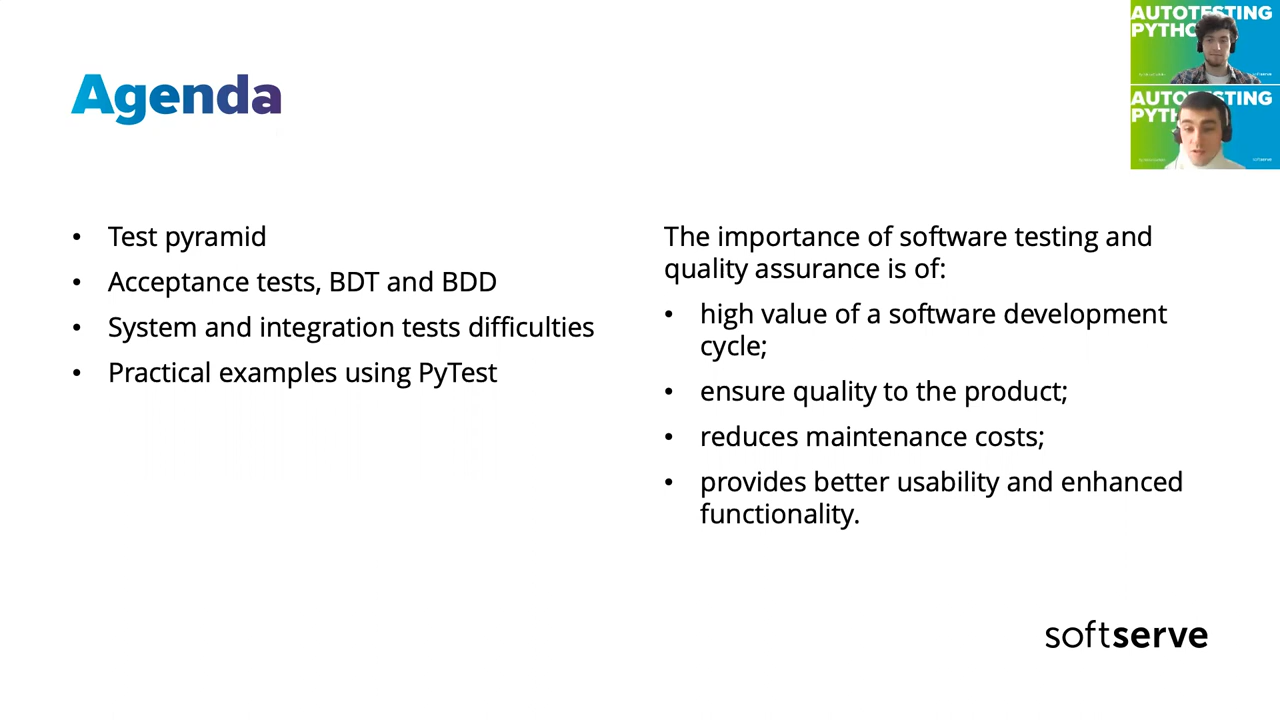 Agenda
• Test pyramid
• Acceptance tests, BDT and BDD
• System and integration tests difficulties
• Practical examples using PyTest
The importance of software testing and
quality assurance is of:
• high value of a software development
cycle;
• ensure quality to the product;
• reduces maintenance costs;
• provides better usability and enhanced
functionality.
softserve
AUTOTESTING
softserve
AUTOTESTING
softserve